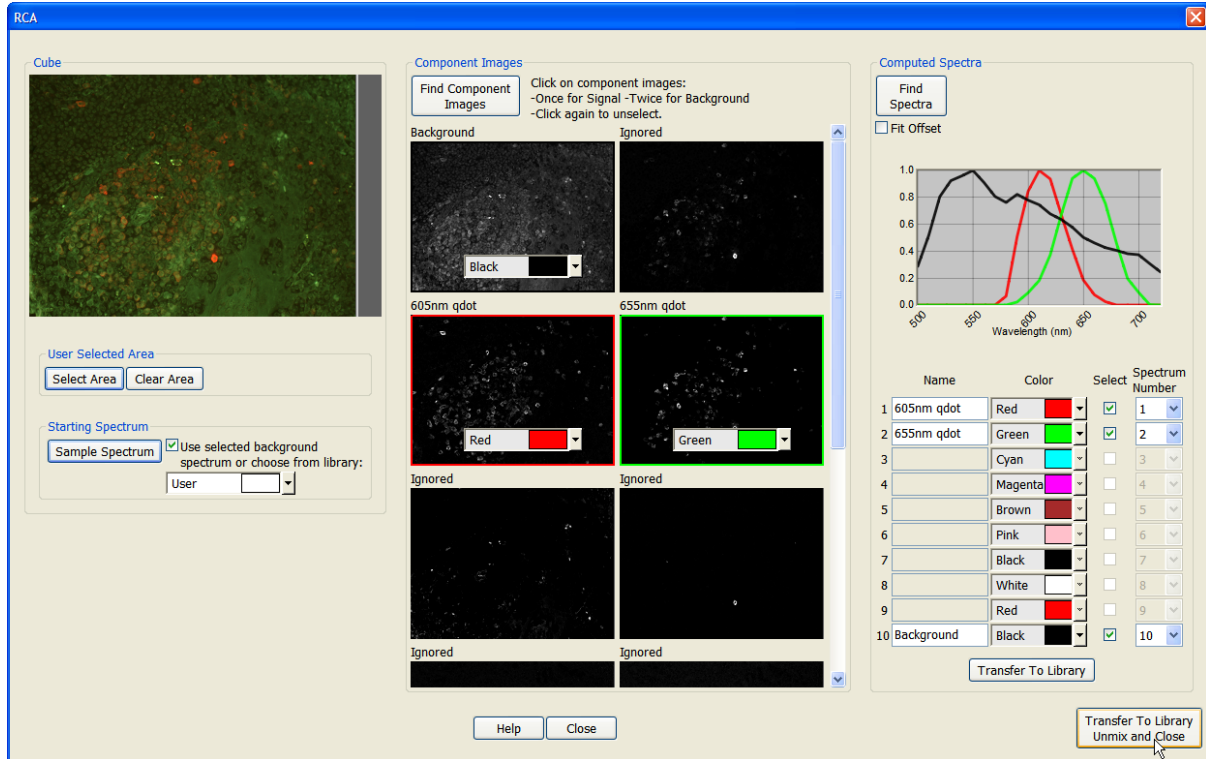 RCA
Cube
User Selected Area
Select Area
Clear Area
Starting Spectrum
Sample Spectrum
Use selected background
spectrum or choose from library:
User
Component Images
Find Component
Images
Click on component images:
-Once for Signal -Twice for Background
-Click again to unselect.
Background
Ignored
Black
605nm qdot
655nm qdot
Red
Green
Ignored
Ignored
Ignored
Ignored
Computed Spectra
Find
Spectra
Fit Offset
1.0
0.8
0.6
0.4
0.2
0.0
500
550
600
650
700
Wavelength (nm)
Name Color Select Spectrum
Number
1 605nm qdot Red 1
2 655nm qdot Green 2
3 Cyan 3
4 Magenta 4
5 Brown 5
6 Pink 6
7 Black 7
8 White 8
9 Red 9
10 Background Black 10
Transfer To Library
Help
Close
Transfer To Library
Unmix and Close